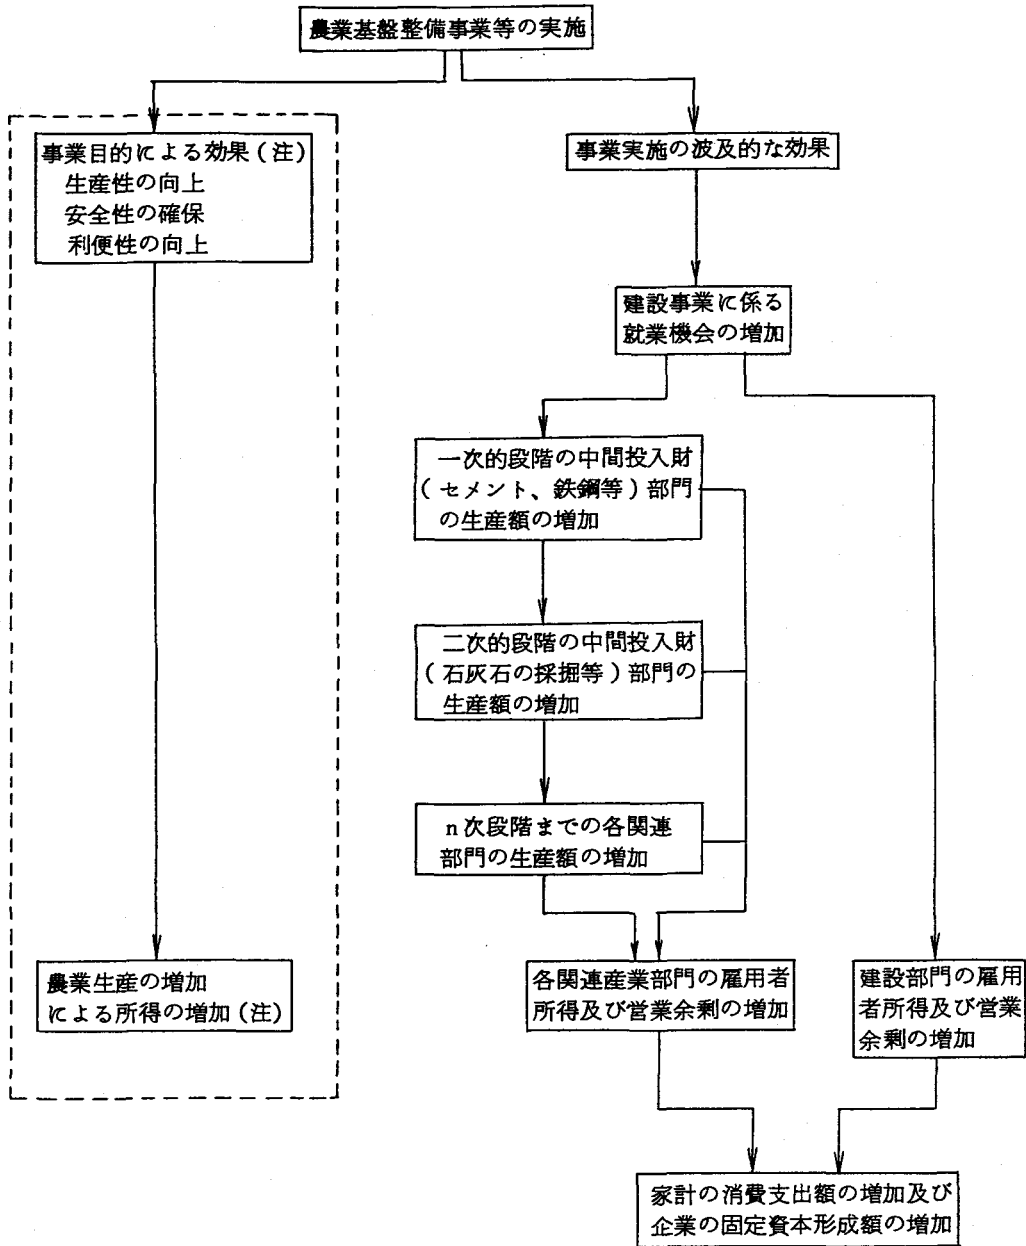 農業基盤整備事業等の実施
事業目的による効果(注)
生産性の向上
安全性の確保
利便性の向上
事業実施の波及的な効果
建設事業に係る
就業機会の増加
一次的段階の中間投入財
(セメント、鉄鋼等)部門
の生産額の増加
二次的段階の中間投入財
(石灰石の採掘等)部門の
生産額の増加
n次段階までの各関連
部門の生産額の増加
農業生産の増加
による所得の増加(注)
各関連産業部門の雇用者
所得及び営業余剰の増加
建設部門の雇用
者所得及び営業
余剰の増加
家計の消費支出額の増加及び
企業の固定資本形成額の増加